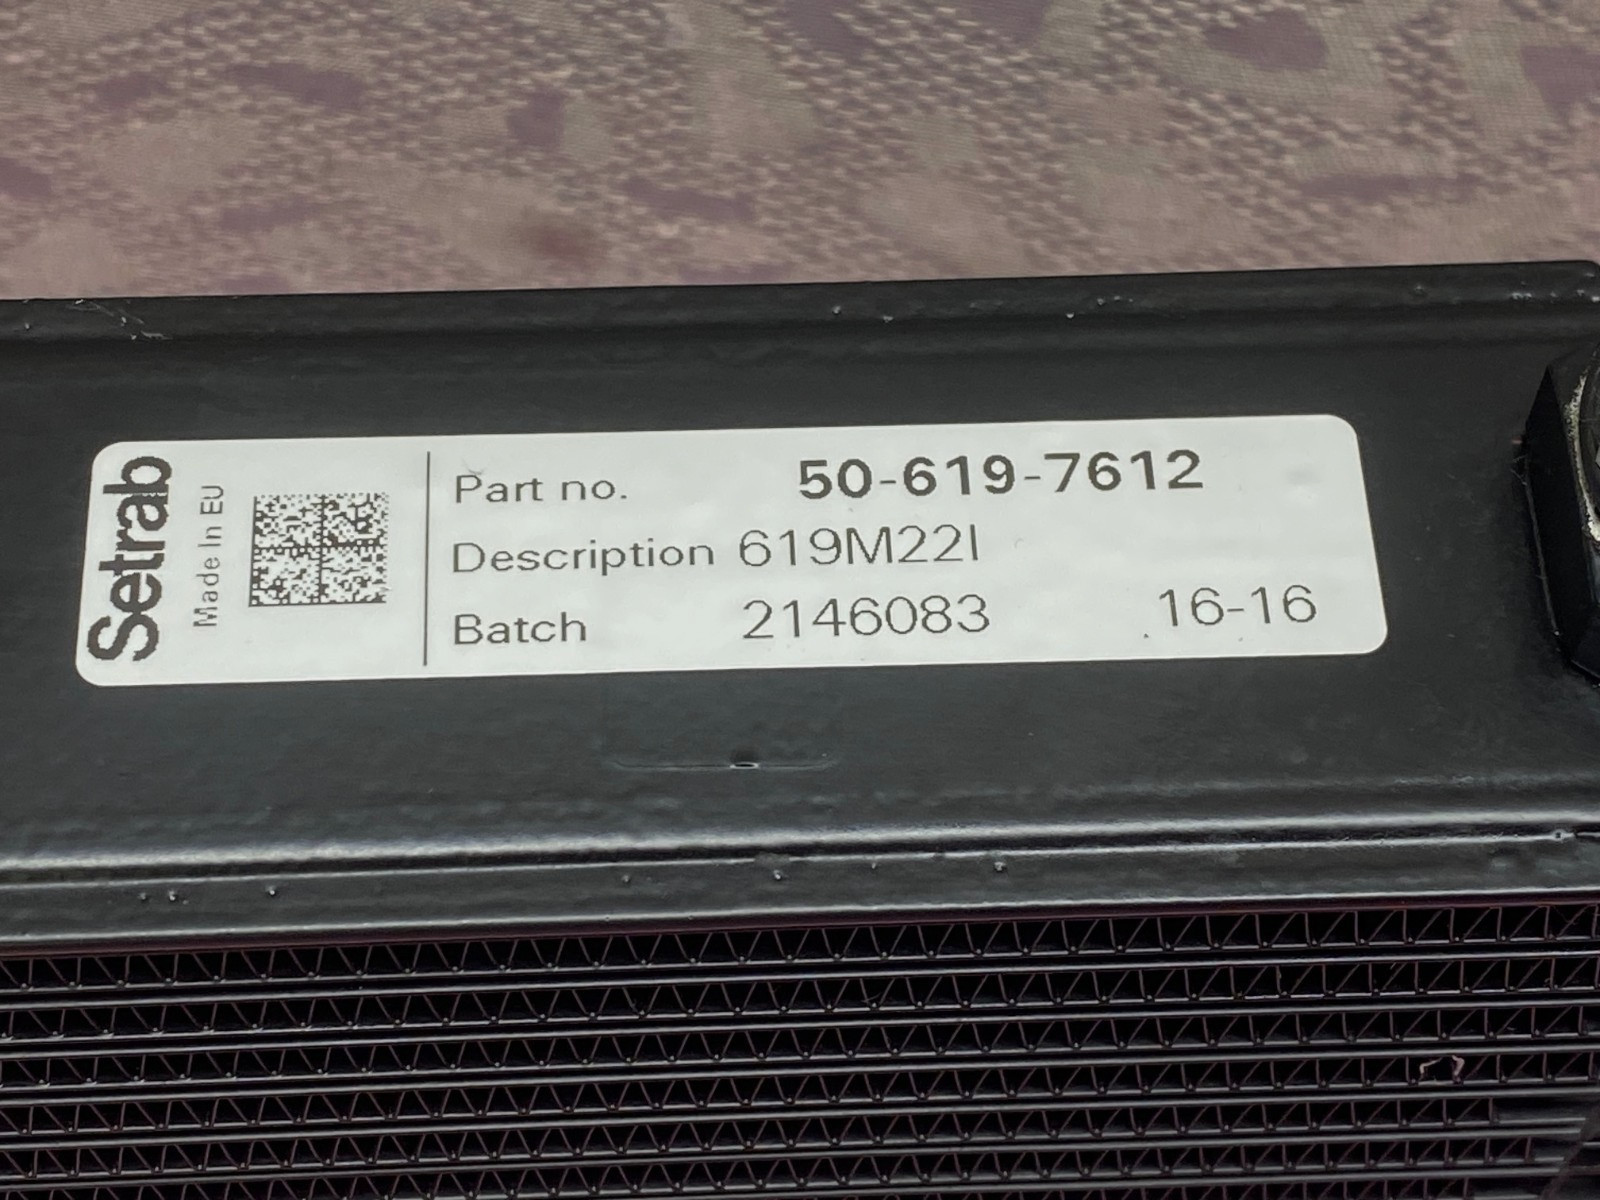 Setrab
Made In EU
Part no. 50-619-7612
Description 619M22I
Batch 2146083 16-16